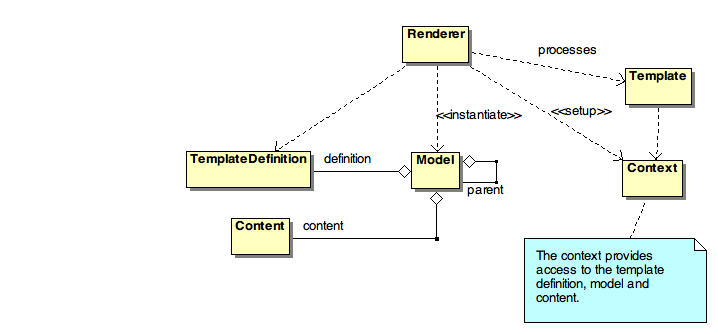 Renderer
processes
Template
<<instantiate>>
<<setup>>
TemplateDefinition
definition
Model
parent
Context
Content
content
The context provides
access to the template
definition, model and
content.